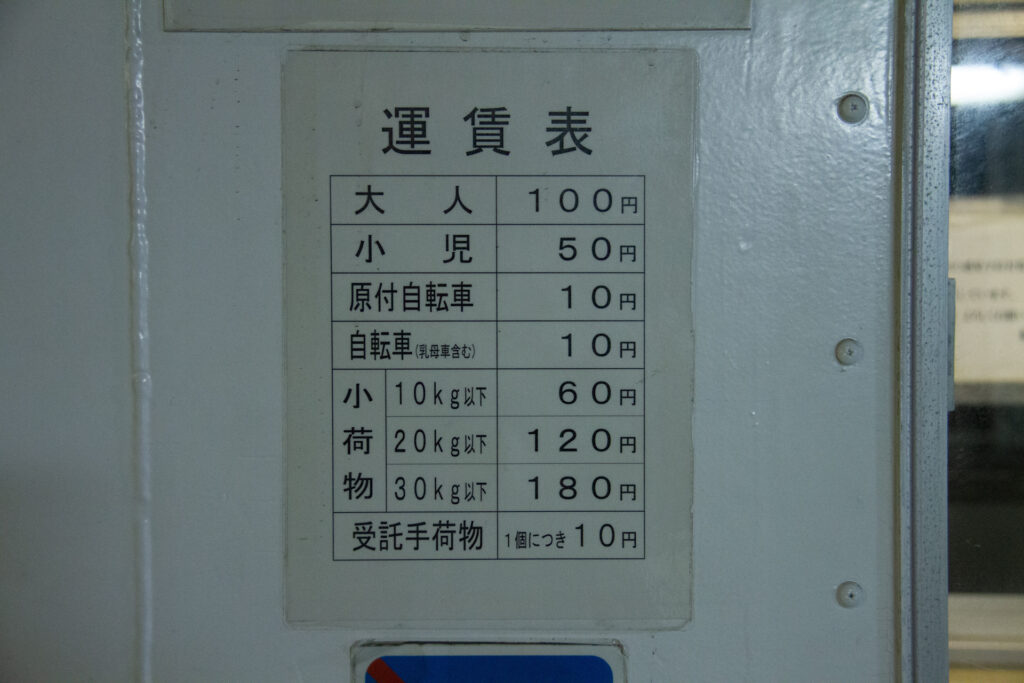 運賃表
大人 100円
小児 50円
原付自転車 10円
自転車(乳母車含む) 10円
小荷物 10kg以下 60円
20kg以下 120円
30kg以下 180円
受託手荷物 1個につき10円